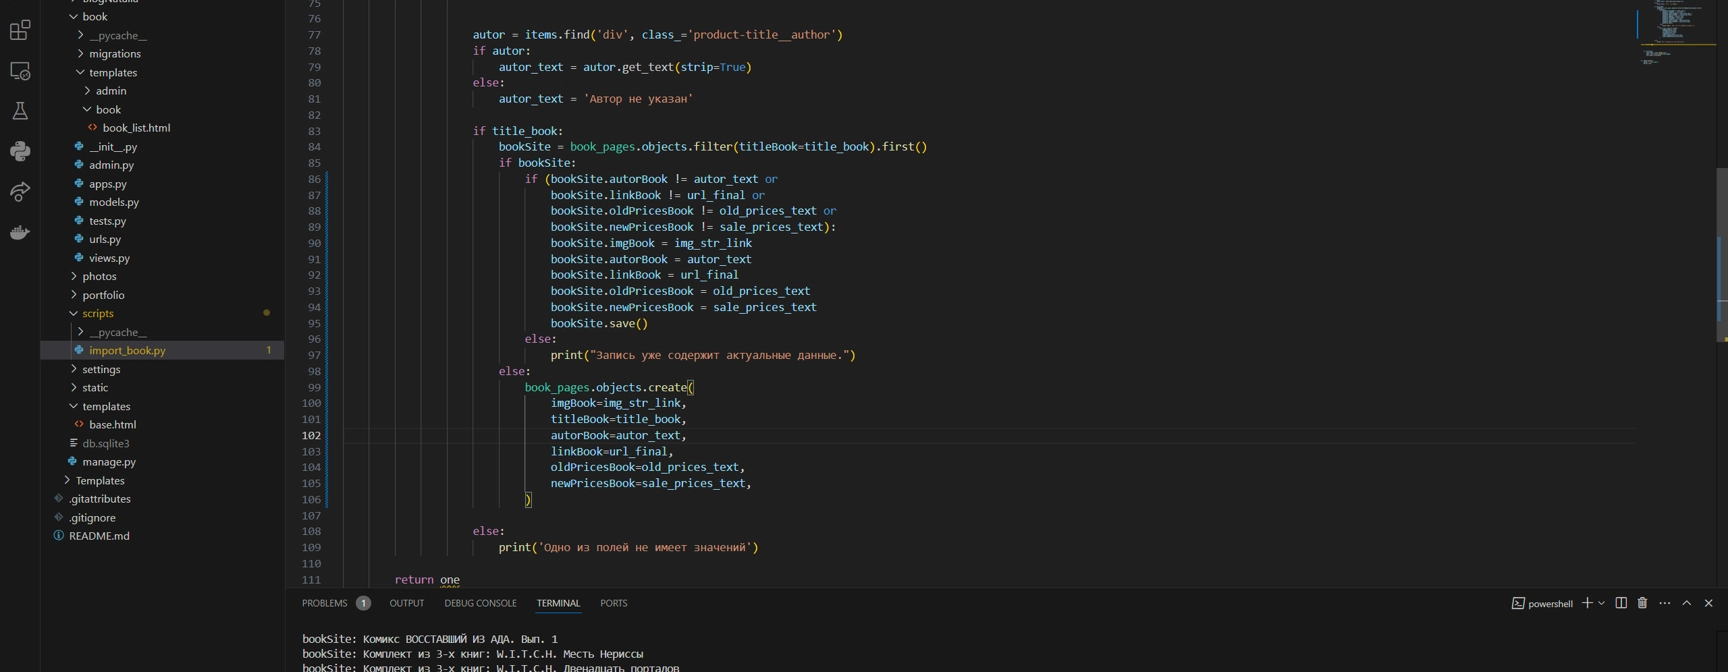 book
__pycache__
migrations
templates
admin
book
book_list.html
__init__.py
admin.py
apps.py
models.py
tests.py
urls.py
views.py
photos
portfolio
scripts
__pycache__
import_book.py 1
settings
static
templates
base.html
db.sqlite3
manage.py
Templates
.gitattributes
.gitignore
README.md
75
76
77 autor = items.find('div', class_='product-title__author')
78 if autor:
79 autor_text = autor.get_text(strip=True)
80 else:
81 autor_text = 'Автор не указан'
82
83 if title_book:
84 bookSite = book_pages.objects.filter(titleBook=title_book).first()
85 if bookSite:
86 if (bookSite.autorBook != autor_text or
87 bookSite.linkBook != url_final or
88 bookSite.oldPricesBook != old_prices_text or
89 bookSite.newPricesBook != sale_prices_text):
90 bookSite.imgBook = img_str_link
91 bookSite.autorBook = autor_text
92 bookSite.linkBook = url_final
93 bookSite.oldPricesBook = old_prices_text
94 bookSite.newPricesBook = sale_prices_text
95 bookSite.save()
96 else:
97 print("Запись уже содержит актуальные данные.")
98 else:
99 book_pages.objects.create(
100 imgBook=img_str_link,
101 titleBook=title_book,
102 autorBook=autor_text,
103 linkBook=url_final,
104 oldPricesBook=old_prices_text,
105 newPricesBook=sale_prices_text,
106 )
107
108 else:
109 print('Одно из полей не имеет значений')
110
111 return one
PROBLEMS 1 OUTPUT DEBUG CONSOLE TERMINAL PORTS powershell
bookSite: Комикс ВОССТАВШИЙ ИЗ АДА. Вып. 1
bookSite: Комплект из 3-х книг: W.I.T.C.H. Месть Нериссы
bookSite: Комплект из 3-х книг: W.I.T.C.H. Двенадцать порталов